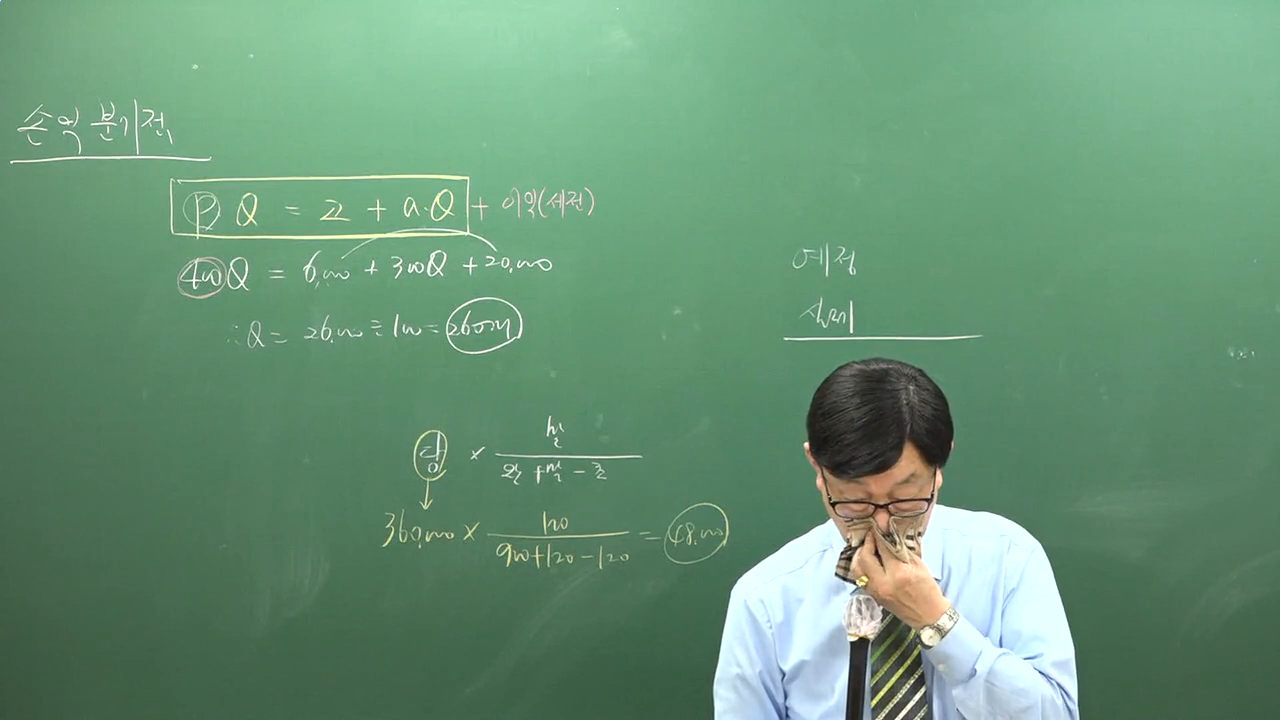 손익분기점
P Q = 고 + a·Q + 이익(세전)
400Q = 6,000 + 300Q + 20,000
∴Q = 26,000 ÷ 100 = 260개
예정
실제
당 × 기말 / 완 + 기말 - 초
360,000 × 120 / 900+120-120 = 48,000